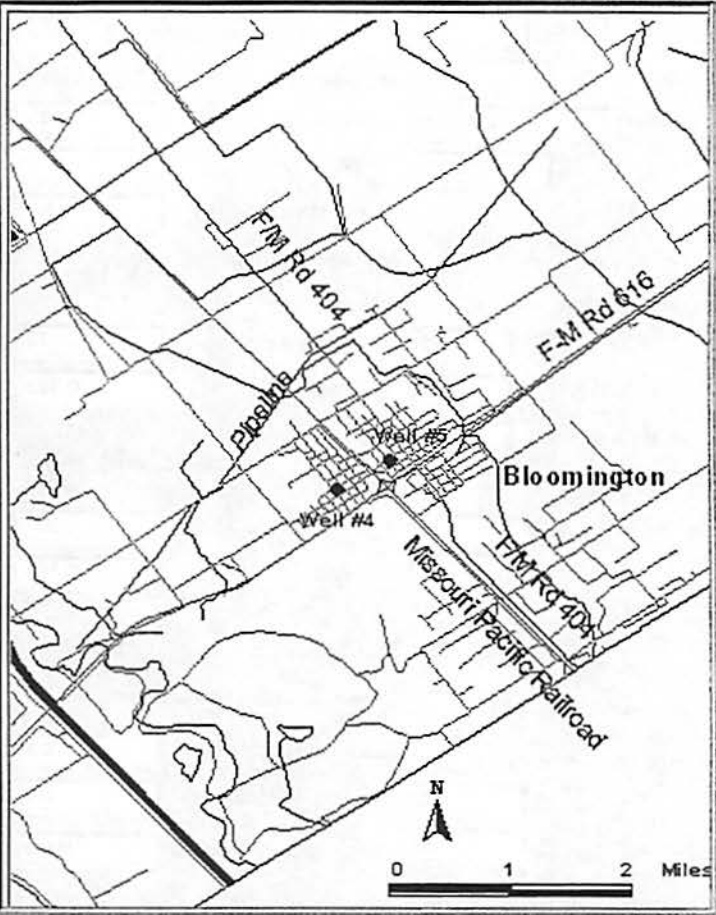 F/M Rd 404
F-M Rd 616
Pipeline
Well #5
Bloomington
Well #4
F/M Rd 404
Missouri Pacific Railroad
N
0 1 2 Miles